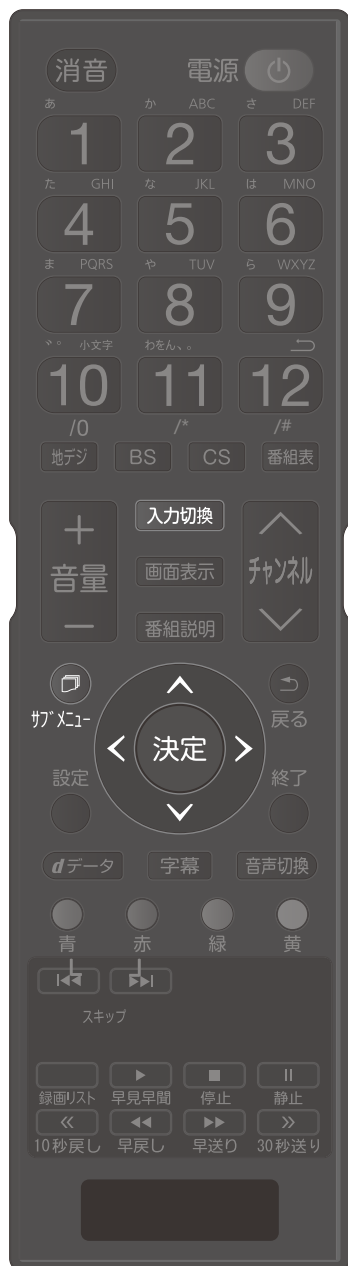 消音 電源
あ か ABC さ DEF
1 2 3
た GHI な JKL は MNO
4 5 6
ま PQRS や TUV ら WXYZ
7 8 9
゛゜ 小文字 わをん、。
10 11 12
/0 /* /#
地デジ BS CS 番組表
入力切換
+ 音量 − 画面表示 チャンネル
番組説明
サブメニュー 戻る
決定
設定 終了
dデータ 字幕 音声切換
青 赤 緑 黄
スキップ
録画リスト 早見早聞 停止 静止
10秒戻し 早戻し 早送り 30秒送り